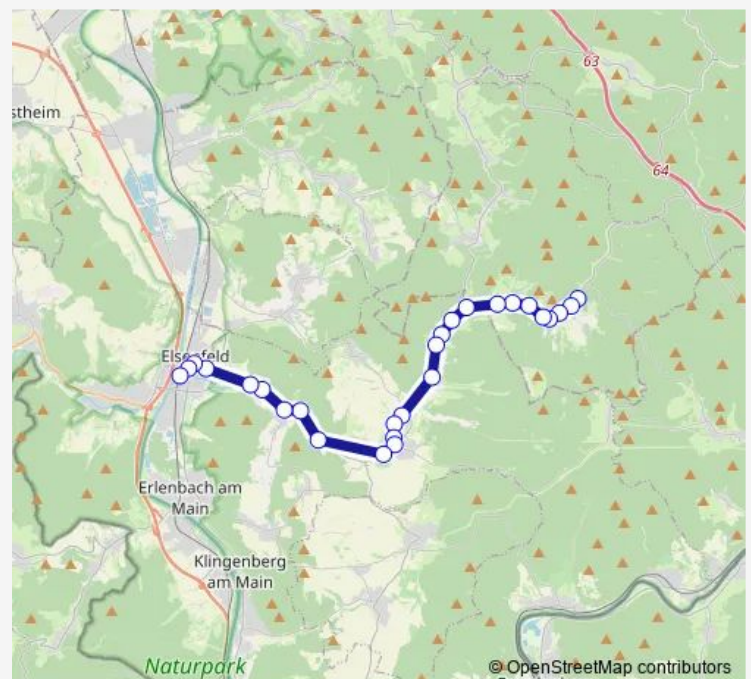 63
stheim
64
Elsenfeld
Erlenbach am
Main
Klingenberg
am Main
Naturpark
© OpenStreetMap contributors